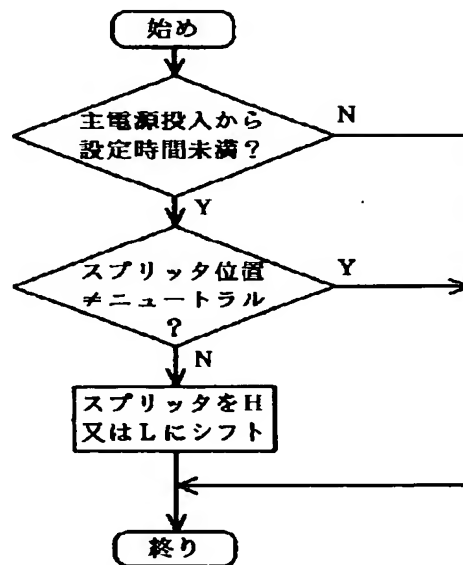 始め
主電源投入から
設定時間未満?
N
Y
スプリッタ位置
≠ニュートラル
?
Y
N
スプリッタをH
又はLにシフト
終り